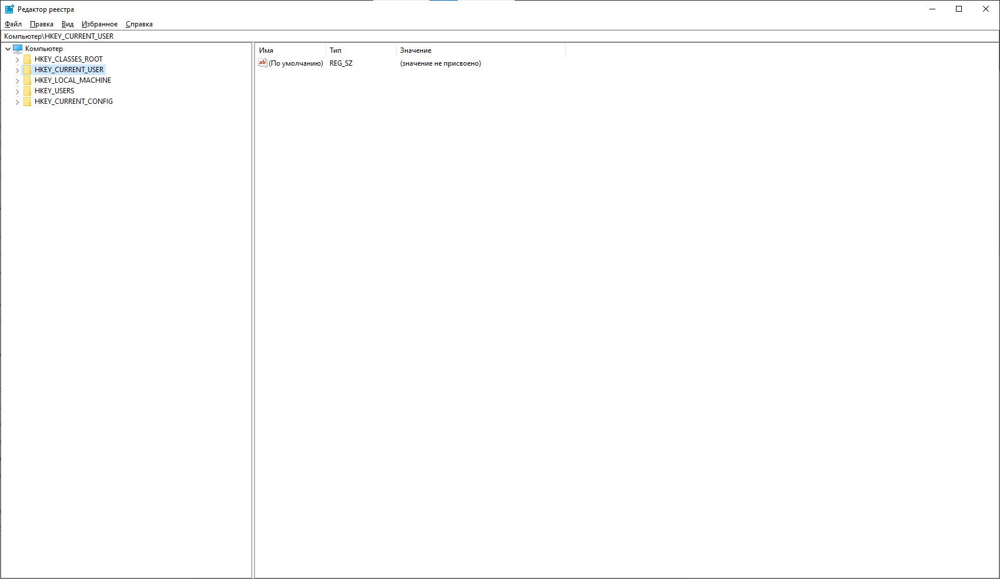 Редактор реестра
Файл Правка Вид Избранное Справка
Компьютер\HKEY_CURRENT_USER
Компьютер
HKEY_CLASSES_ROOT
HKEY_CURRENT_USER
HKEY_LOCAL_MACHINE
HKEY_USERS
HKEY_CURRENT_CONFIG
Имя Тип Значение
ab (По умолчанию) REG_SZ (значение не присвоено)